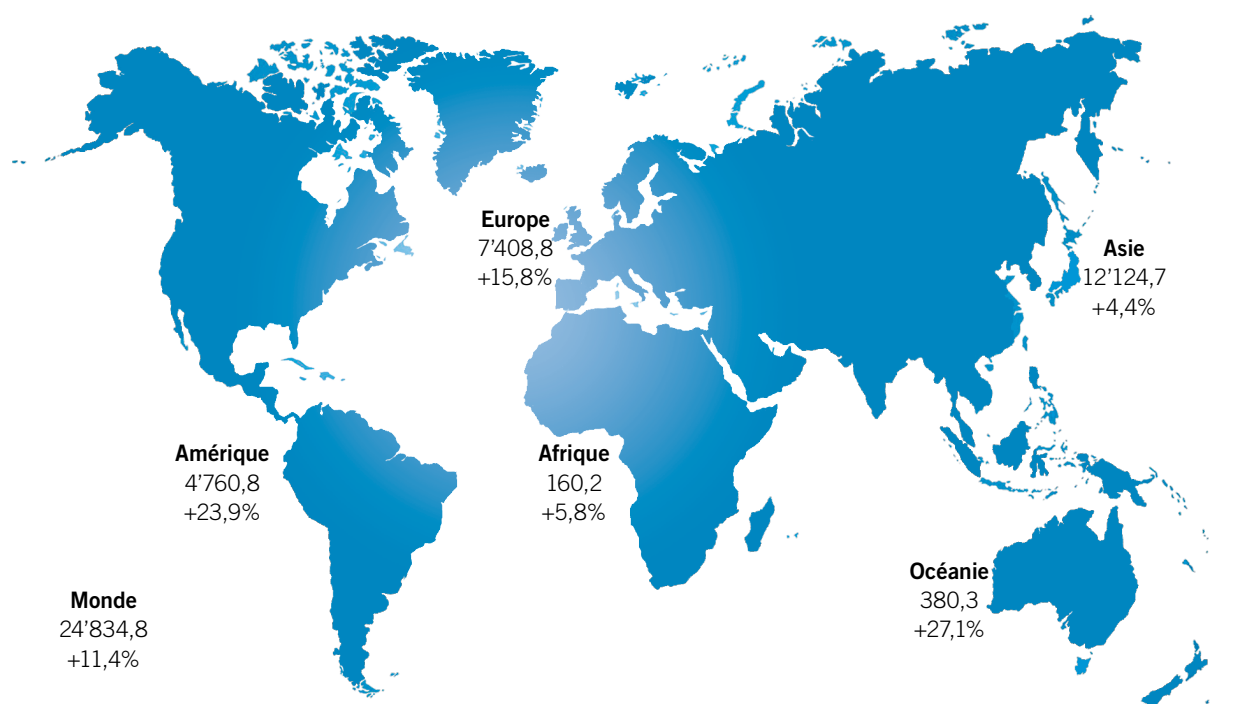 Europe
7’408,8
+15,8%
Asie
12’124,7
+4,4%
Amérique
4’760,8
+23,9%
Afrique
160,2
+5,8%
Océanie
380,3
+27,1%
Monde
24’834,8
+11,4%